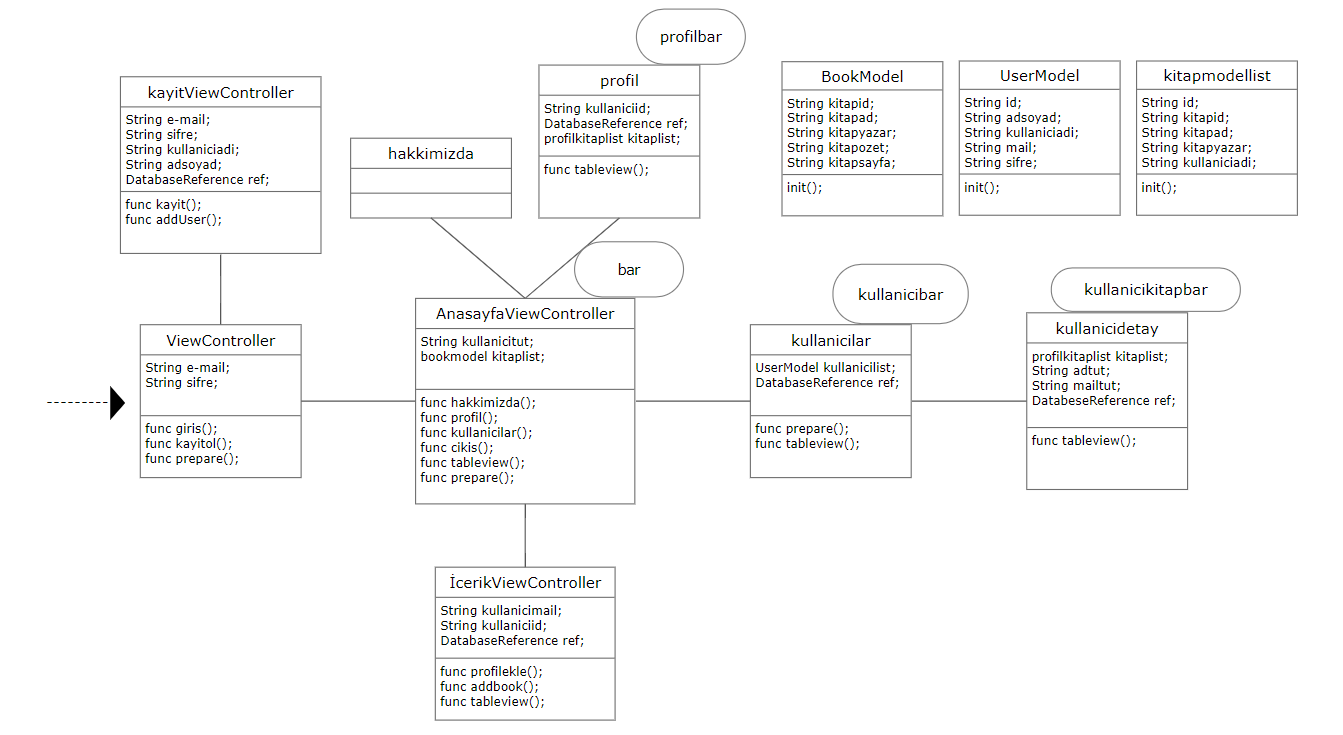 profilbar
kayitViewController
String e-mail;
String sifre;
String kullaniciadi;
String adsoyad;
DatabaseReference ref;
func kayit();
func addUser();
hakkimizda
profil
String kullaniciid;
DatabaseReference ref;
profilkitaplist kitaplist;
func tableview();
BookModel
String kitapid;
String kitapad;
String kitapyazar;
String kitapozet;
String kitapsayfa;
init();
UserModel
String id;
String adsoyad;
String kullaniciadi;
String mail;
String sifre;
init();
kitapmodellist
String id;
String kitapid;
String kitapad;
String kitapyazar;
String kullaniciadi;
init();
ViewController
String e-mail;
String sifre;
func giris();
func kayitol();
func prepare();
bar
AnasayfaViewController
String kullanicitut;
bookmodel kitaplist;
func hakkimizda();
func profil();
func kullanicilar();
func cikis();
func tableview();
func prepare();
kullanicibar
kullanicilar
UserModel kullanicilist;
DatabaseReference ref;
func prepare();
func tableview();
kullanicikitapbar
kullanicidetay
profilkitaplist kitaplist;
String adtut;
String mailtut;
DatabeseReference ref;
func tableview();
İcerikViewController
String kullanicimail;
String kullaniciid;
DatabaseReference ref;
func profilekle();
func addbook();
func tableview();